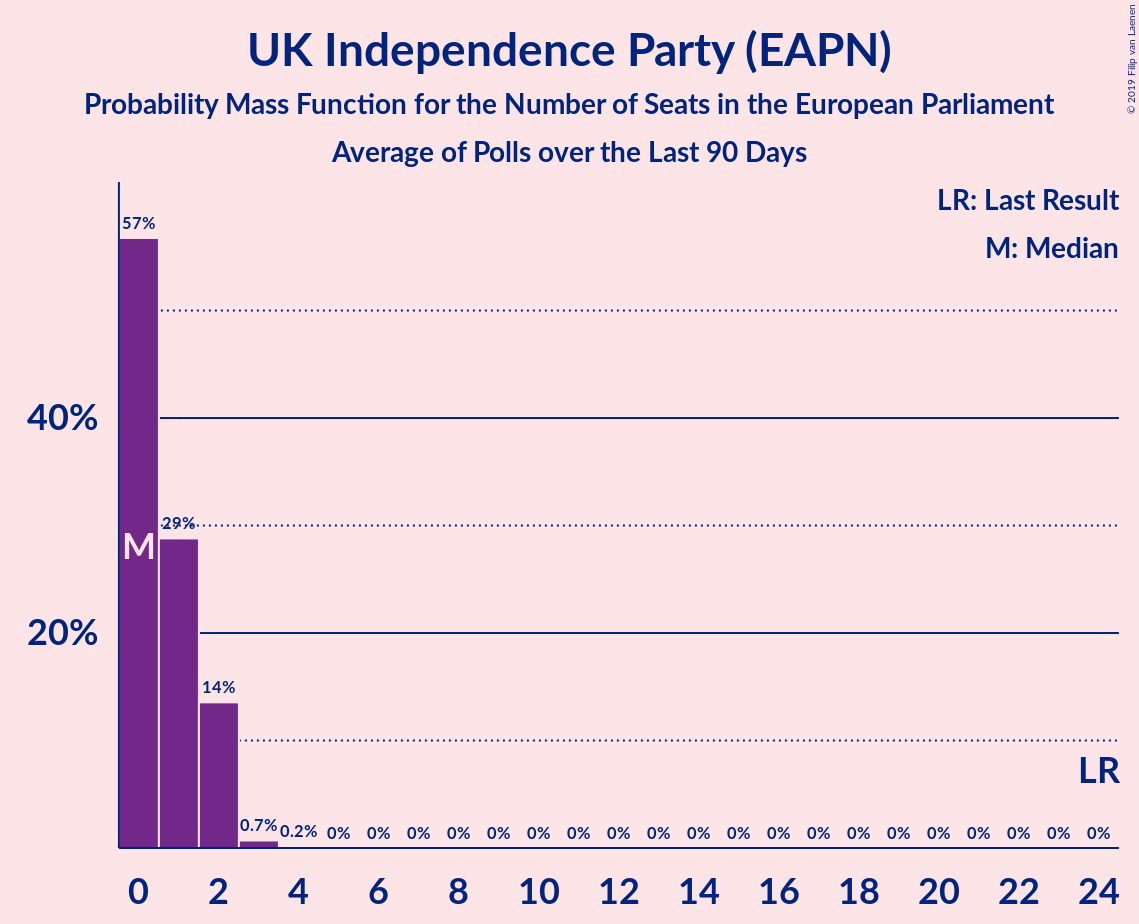 UK Independence Party (EAPN)
Probability Mass Function for the Number of Seats in the European Parliament
Average of Polls over the Last 90 Days
© 2019 Filip van Laenen
LR: Last Result
M: Median
57%
40%
29%
M
20%
14%
LR
0.7% 0.2% 0% 0% 0% 0% 0% 0% 0% 0% 0% 0% 0% 0% 0% 0% 0% 0% 0% 0% 0% 0%
0 2 4 6 8 10 12 14 16 18 20 22 24